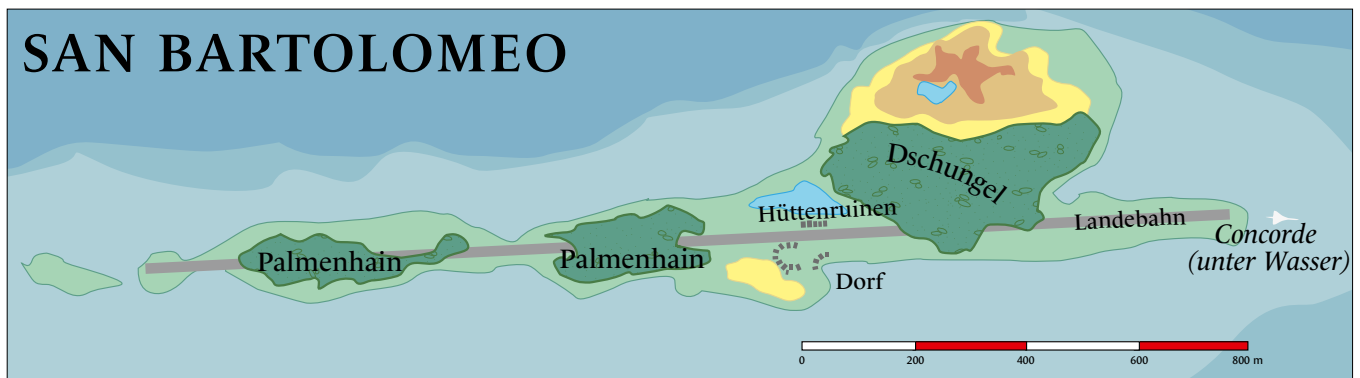 SAN BARTOLOMEO
Dschungel
Hüttenruinen
Landebahn
Concorde
(unter Wasser)
Palmenhain
Palmenhain
Dorf
0 200 400 600 800 m